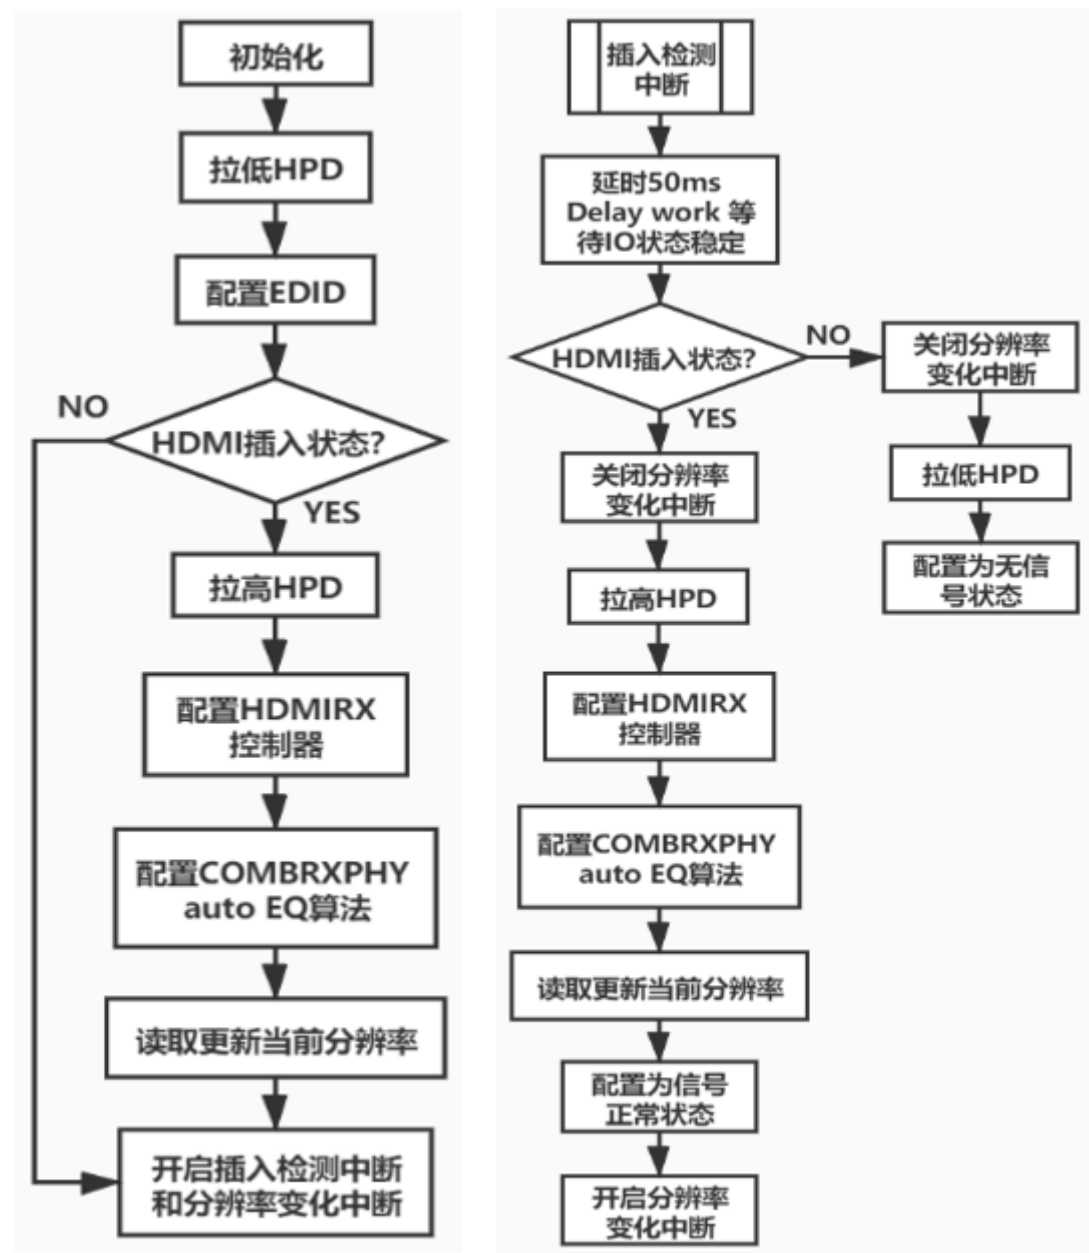 初始化
拉低HPD
配置EDID
NO
HDMI插入状态?
YES
拉高HPD
配置HDMIRX
控制器
配置COMBRXPHY
auto EQ算法
读取更新当前分辨率
开启插入检测中断
和分辨率变化中断
插入检测
中断
延时50ms
Delay work 等
待IO状态稳定
HDMI插入状态?
NO
关闭分辨率
变化中断
拉低HPD
配置为无信
号状态
YES
关闭分辨率
变化中断
拉高HPD
配置HDMIRX
控制器
配置COMBRXPHY
auto EQ算法
读取更新当前分辨率
配置为信号
正常状态
开启分辨率
变化中断